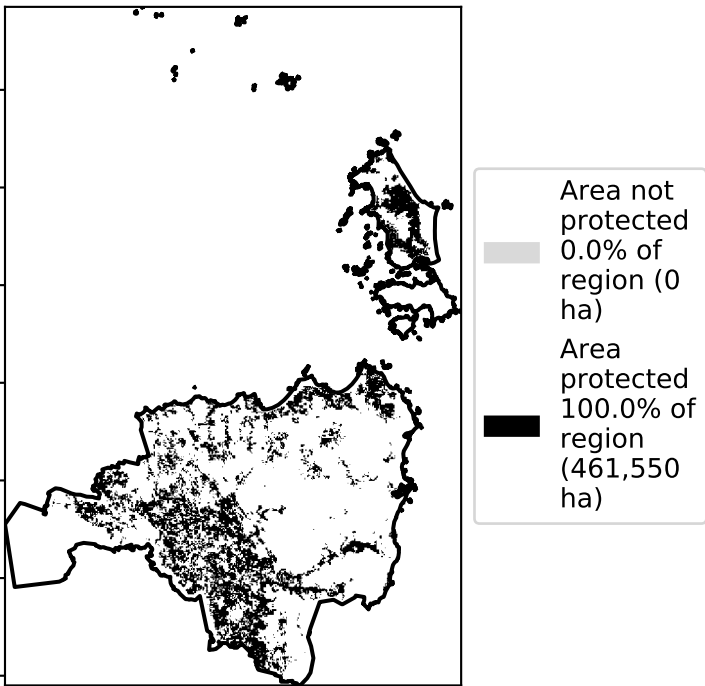 Area not
protected
0.0% of
region (0
ha)
Area
protected
100.0% of
region
(461,550
ha)